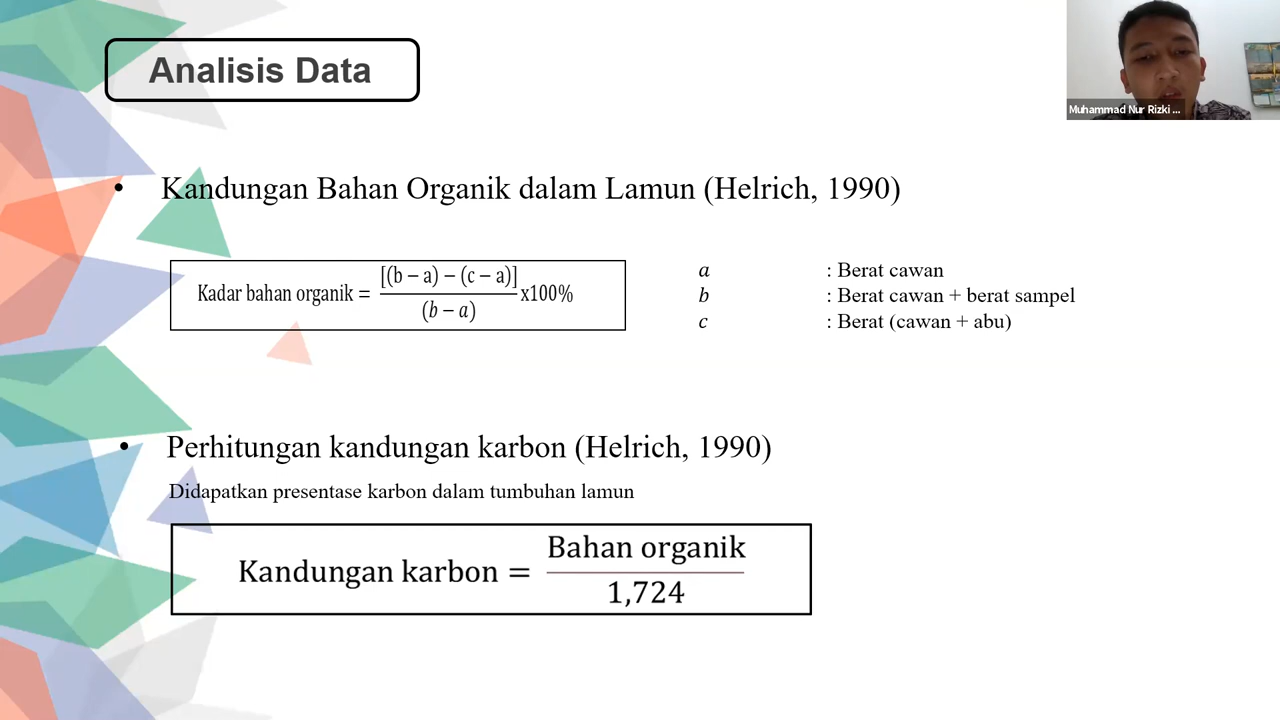 Analisis Data
Muhammad Nur Rizki ...
• Kandungan Bahan Organik dalam Lamun (Helrich, 1990)
Kadar bahan organik = [(b − a) − (c − a)] / (b − a) x100%
a : Berat cawan
b : Berat cawan + berat sampel
c : Berat (cawan + abu)
• Perhitungan kandungan karbon (Helrich, 1990)
Didapatkan presentase karbon dalam tumbuhan lamun
Kandungan karbon = Bahan organik / 1,724